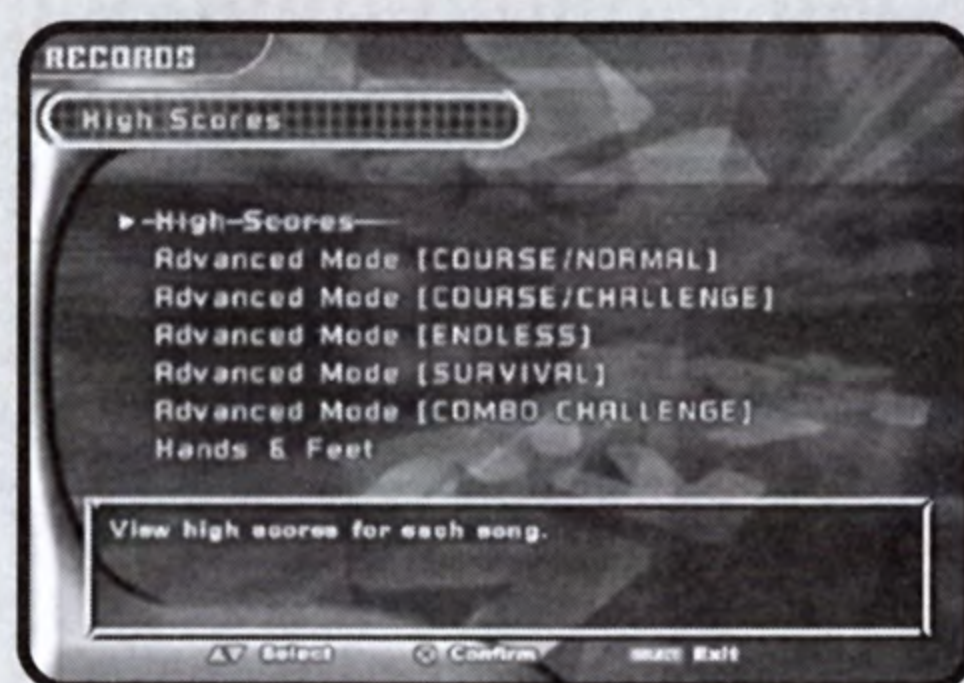 RECORDS
High Scores
High Scores
Advanced Mode [COURSE/NORMAL]
Advanced Mode [COURSE/CHALLENGE]
Advanced Mode [ENDLESS]
Advanced Mode [SURVIVAL]
Advanced Mode [COMBO CHALLENGE]
Hands & Feet
View high scores for each song.
Select Confirm SELECT Exit